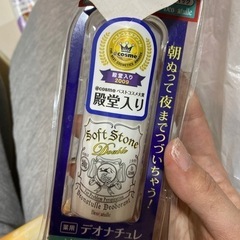 @cosme
殿堂入り
2009
@cosme ベストコスメ大賞
殿堂入り
朝ぬって夜までつづいちゃう!
Soft Stone
Double
Deonatulle
薬用 デオナチュレ